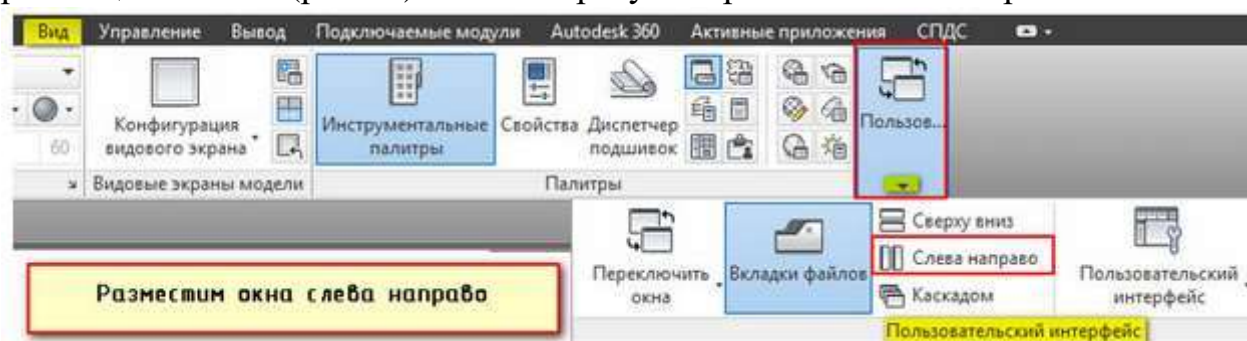 Вид Управление Вывод Подключаемые модули Autodesk 360 Активные приложения СПДС
60
Конфигурация
видового экрана
Инструментальные
палитры
Свойства
Диспетчер
подшивок
Пользов...
Видовые экраны модели
Палитры
Переключить
окна
Вкладки файлов
Сверху вниз
Слева направо
Каскадом
Пользовательский
интерфейс
Разместим окна слева направо
Пользовательский интерфейс